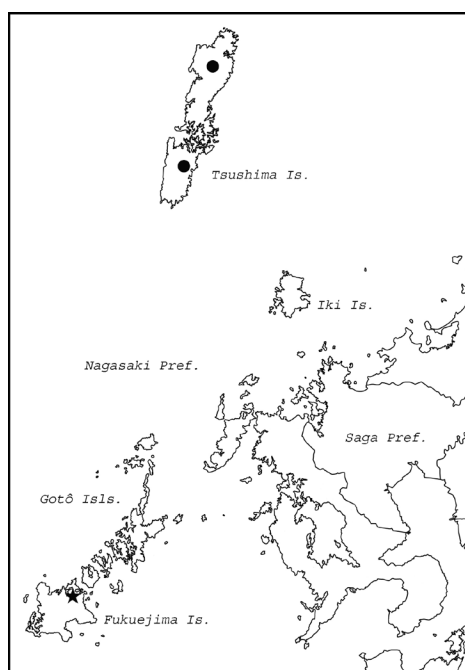 Tsushima Is.
Iki Is.
Nagasaki Pref.
Saga Pref.
Gotô Isls.
Fukuejima Is.